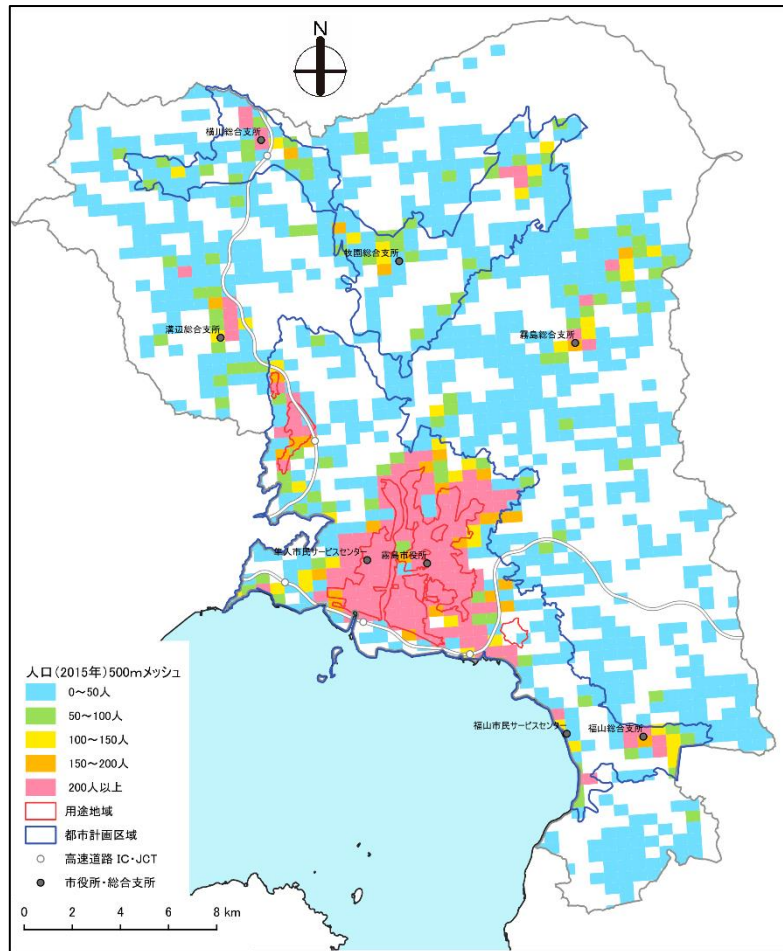 N
横川総合支所
牧園総合支所
溝辺総合支所
霧島総合支所
隼人市民サービスセンター
霧島市役所
福山市民サービスセンター
福山総合支所
人口(2015年)500mメッシュ
0~50人
50~100人
100~150人
150~200人
200人以上
用途地域
都市計画区域
高速道路 IC・JCT
市役所・総合支所
0 2 4 6 8 km